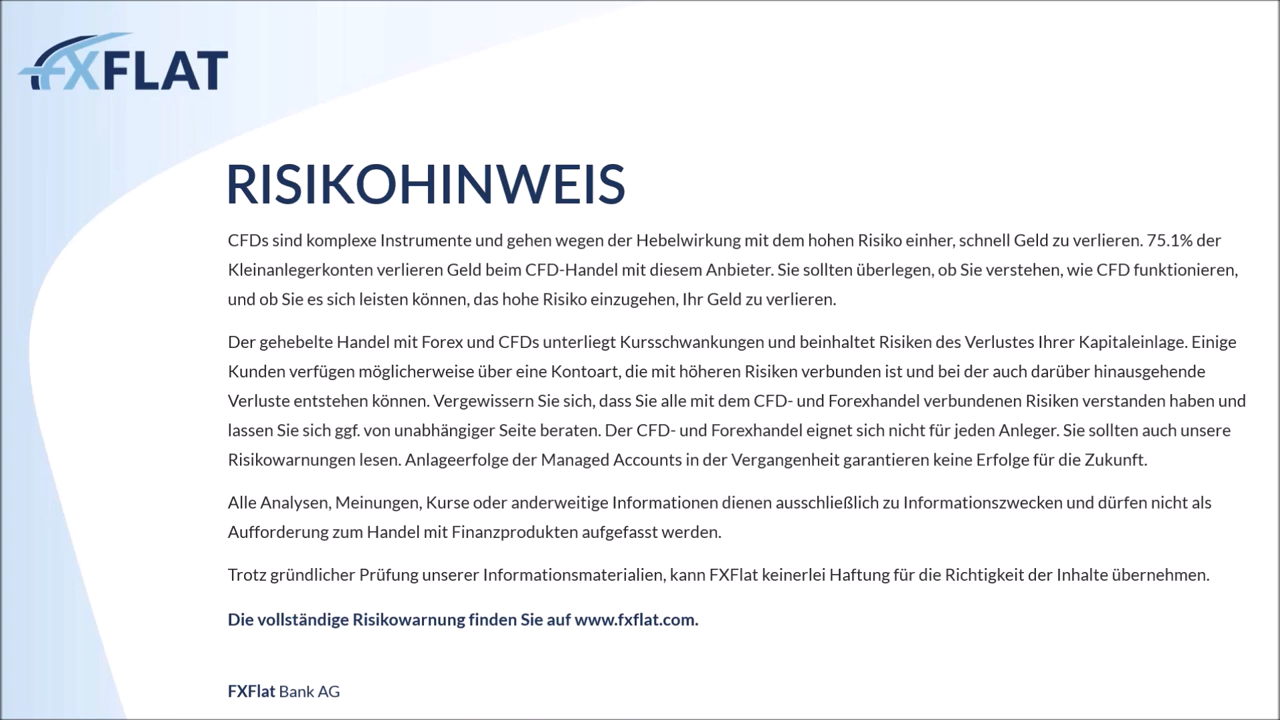 FXFLAT
RISIKOHINWEIS
CFDs sind komplexe Instrumente und gehen wegen der Hebelwirkung mit dem hohen Risiko einher, schnell Geld zu verlieren. 75.1% der
Kleinanlegerkonten verlieren Geld beim CFD-Handel mit diesem Anbieter. Sie sollten überlegen, ob Sie verstehen, wie CFD funktionieren,
und ob Sie es sich leisten können, das hohe Risiko einzugehen, Ihr Geld zu verlieren.
Der gehebelte Handel mit Forex und CFDs unterliegt Kursschwankungen und beinhaltet Risiken des Verlustes Ihrer Kapitaleinlage. Einige
Kunden verfügen möglicherweise über eine Kontoart, die mit höheren Risiken verbunden ist und bei der auch darüber hinausgehende
Verluste entstehen können. Vergewissern Sie sich, dass Sie alle mit dem CFD- und Forexhandel verbundenen Risiken verstanden haben und
lassen Sie sich ggf. von unabhängiger Seite beraten. Der CFD- und Forexhandel eignet sich nicht für jeden Anleger. Sie sollten auch unsere
Risikowarnungen lesen. Anlageerfolge der Managed Accounts in der Vergangenheit garantieren keine Erfolge für die Zukunft.
Alle Analysen, Meinungen, Kurse oder anderweitige Informationen dienen ausschließlich zu Informationszwecken und dürfen nicht als
Aufforderung zum Handel mit Finanzprodukten aufgefasst werden.
Trotz gründlicher Prüfung unserer Informationsmaterialien, kann FXFlat keinerlei Haftung für die Richtigkeit der Inhalte übernehmen.
Die vollständige Risikowarnung finden Sie auf www.fxflat.com.
FXFlat Bank AG